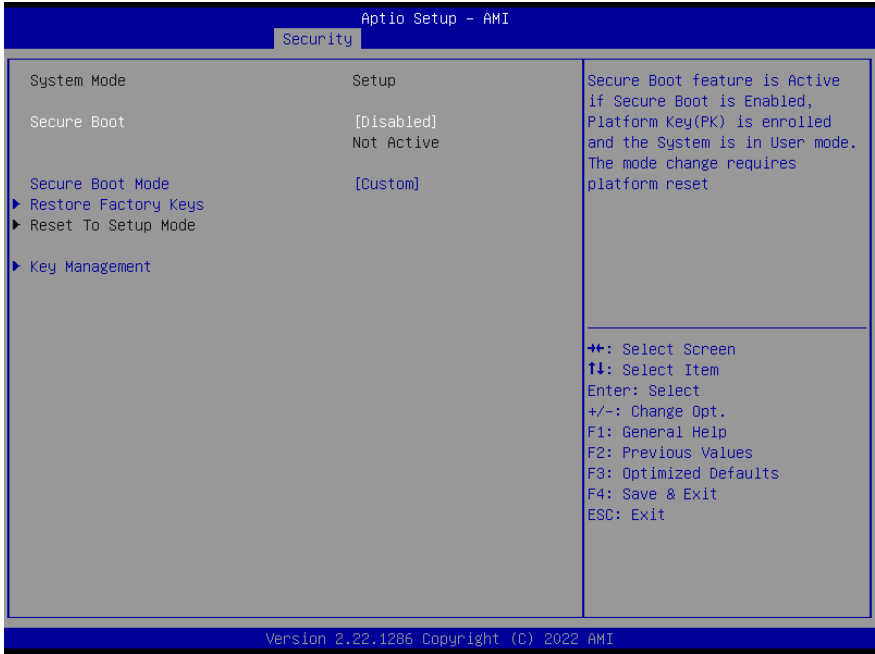 Aptio Setup – AMI
Security
System Mode Setup
Secure Boot [Disabled]
Not Active
Secure Boot Mode [Custom]
Restore Factory Keys
Reset To Setup Mode
Key Management
Secure Boot feature is Active
if Secure Boot is Enabled,
Platform Key(PK) is enrolled
and the System is in User mode.
The mode change requires
platform reset
→←: Select Screen
↑↓: Select Item
Enter: Select
+/-: Change Opt.
F1: General Help
F2: Previous Values
F3: Optimized Defaults
F4: Save & Exit
ESC: Exit
Version 2.22.1286 Copyright (C) 2022 AMI